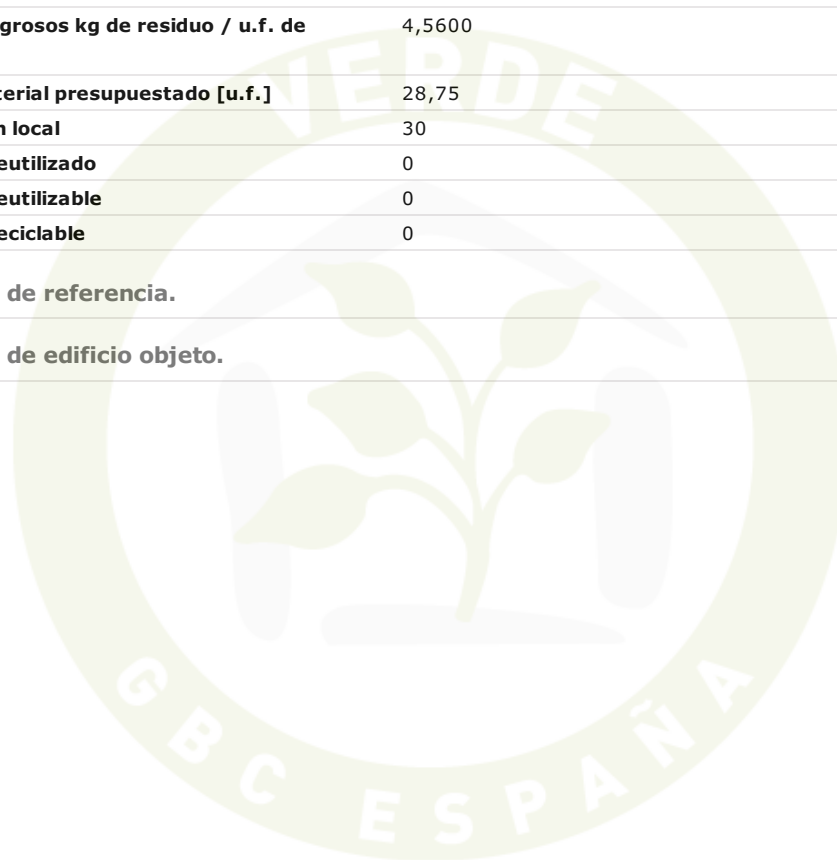 grosos kg de residuo / u.f. de 4,5600
terial presupuestado [u.f.] 28,75
n local 30
eutilizado 0
eutilizable 0
eciclable 0
de referencia.
de edificio objeto.
VERDE
GBC ESPAÑA